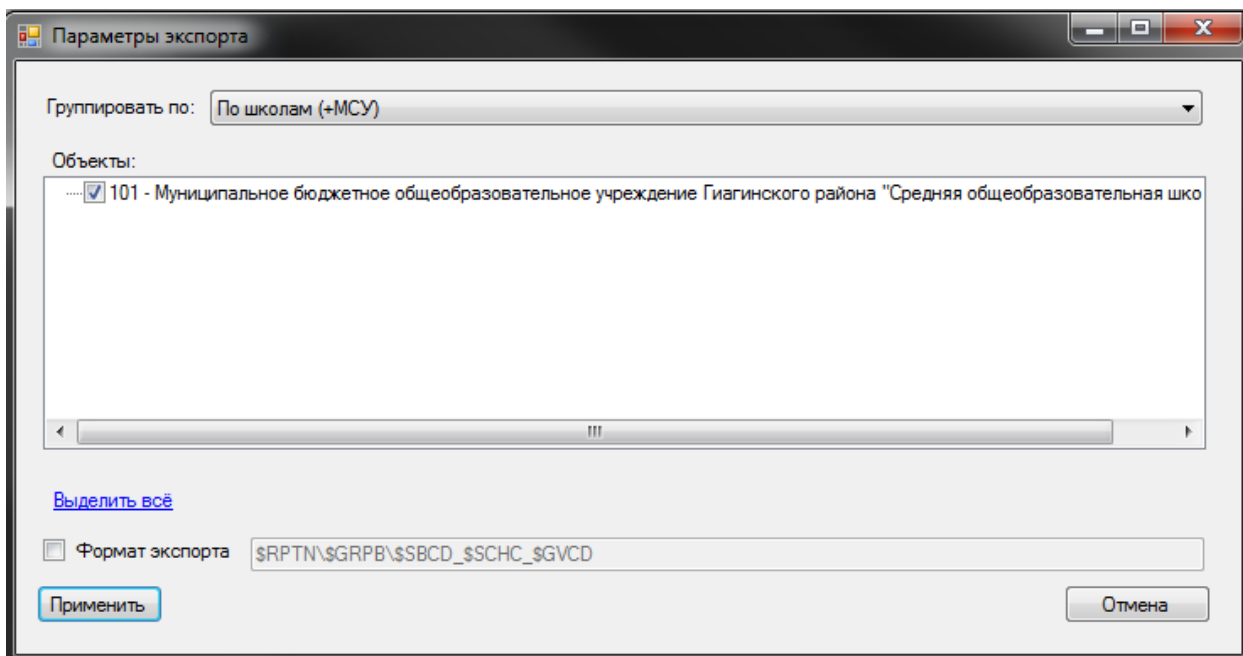 Параметры экспорта
Группировать по: По школам (+МСУ)
Объекты:
101 - Муниципальное бюджетное общеобразовательное учреждение Гиагинского района "Средняя общеобразовательная шко
Выделить всё
Формат экспорта $RPTN\$GRPB\$SBCD_$SCHC_$GVCD
Применить Отмена